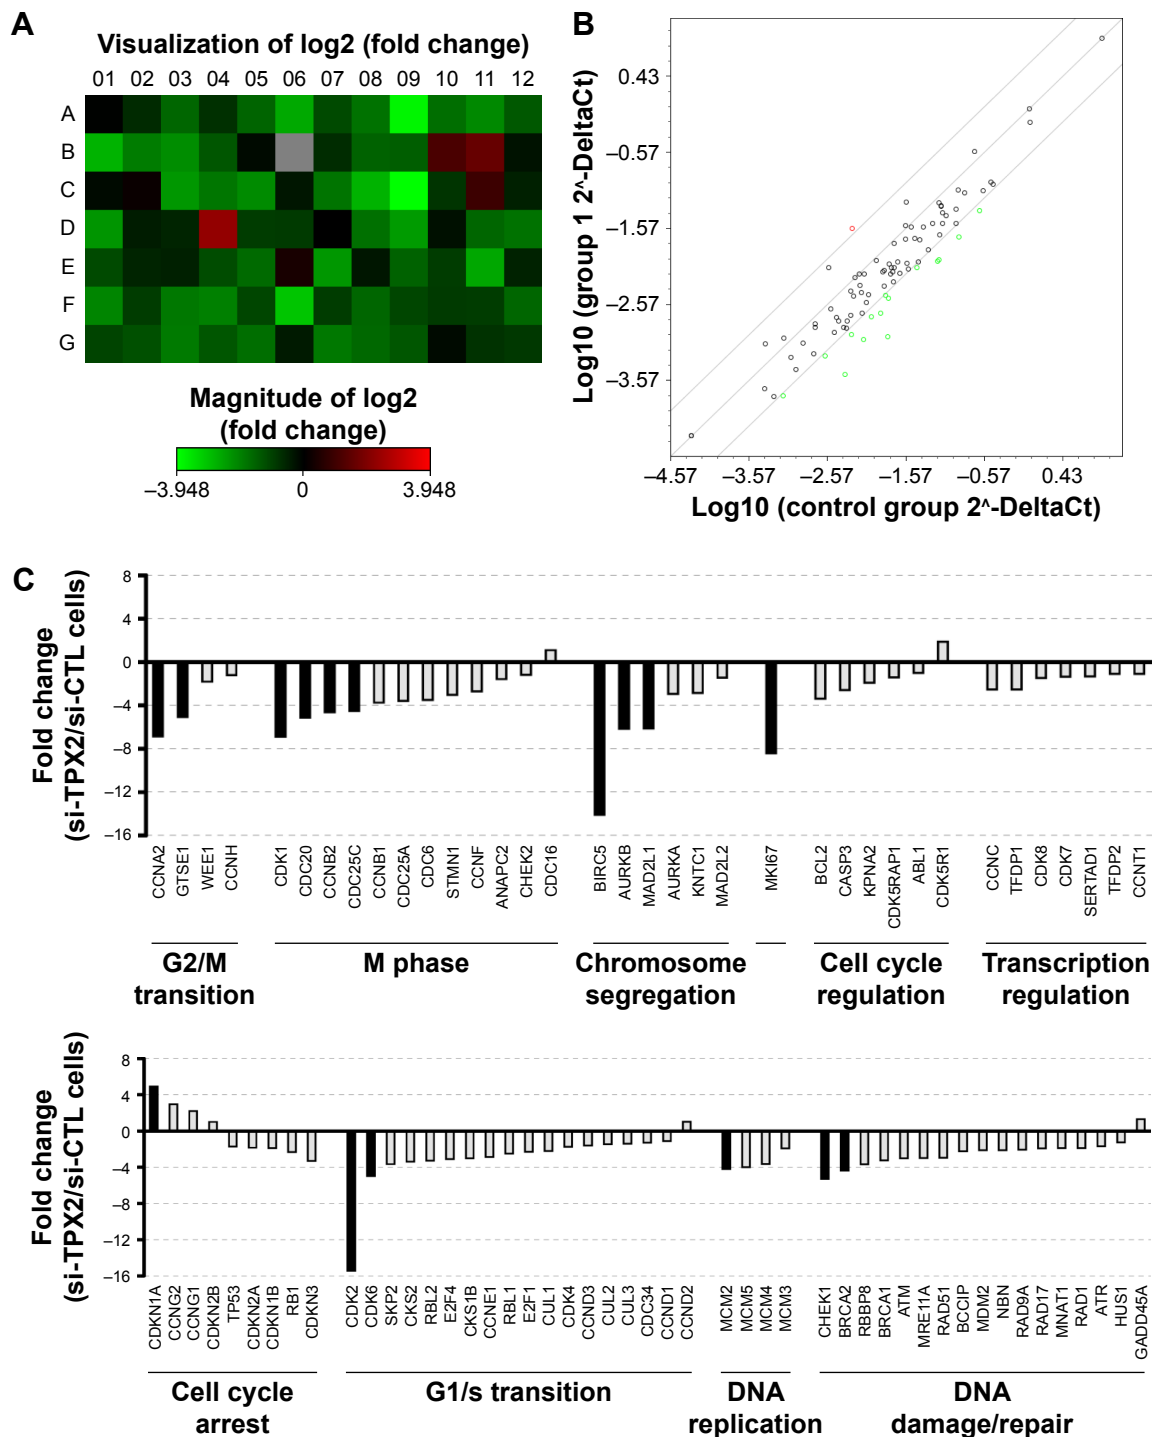 A
Visualization of log2 (fold change)
01 02 03 04 05 06 07 08 09 10 11 12
A
B
C
D
E
F
G
Magnitude of log2
(fold change)
–3.948 0 3.948
B
Log10 (group 1 2^-DeltaCt)
0.43
–0.57
–1.57
–2.57
–3.57
–4.57 –3.57 –2.57 –1.57 –0.57 0.43
Log10 (control group 2^-DeltaCt)
C
Fold change
(si-TPX2/si-CTL cells)
8
4
0
–4
–8
–12
–16
CCNA2
GTSE1
WEE1
CCNH
CDK1
CDC20
CCNB2
CDC25C
CCNB1
CDC25A
CDC6
STMN1
CCNF
ANAPC2
CHEK2
CDC16
BIRC5
AURKB
MAD2L1
AURKA
KNTC1
MAD2L2
MKI67
BCL2
CASP3
KPNA2
CDK5RAP1
ABL1
CDK5R1
CCNC
TFDP1
CDK8
CDK7
SERTAD1
TFDP2
CCNT1
G2/M
transition
M phase
Chromosome
segregation
Cell cycle
regulation
Transcription
regulation
Fold change
(si-TPX2/si-CTL cells)
8
4
0
–4
–8
–12
–16
CDKN1A
CCNG2
CCNG1
CDKN2B
TP53
CDKN2A
CDKN1B
RB1
CDKN3
CDK2
CDK6
SKP2
CKS2
RBL2
E2F4
CKS1B
CCNE1
RBL1
E2F1
CUL1
CDK4
CCND3
CUL2
CUL3
CDC34
CCND1
CCND2
MCM2
MCM5
MCM4
MCM3
CHEK1
BRCA2
RBBP8
BRCA1
ATM
MRE11A
RAD51
BCCIP
MDM2
NBN
RAD9A
RAD17
MNAT1
RAD1
ATR
HUS1
GADD45A
Cell cycle
arrest
G1/s transition
DNA
replication
DNA
damage/repair